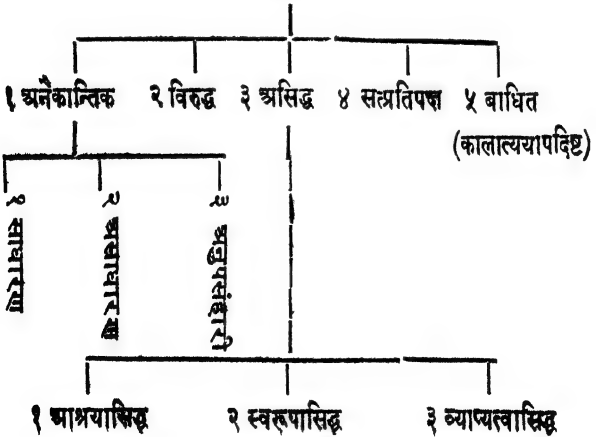 १ अनैकान्तिक २ विरुद्ध ३ असिद्ध ४ सत्प्रतिपक्ष ५ बाधित
(कालात्ययापदिष्ट)
१ साधारण
२ असाधारण
३ अनुपसंहारी
१ आश्रयासिद्ध २ स्वरूपासिद्ध ३ व्याप्यत्वासिद्ध